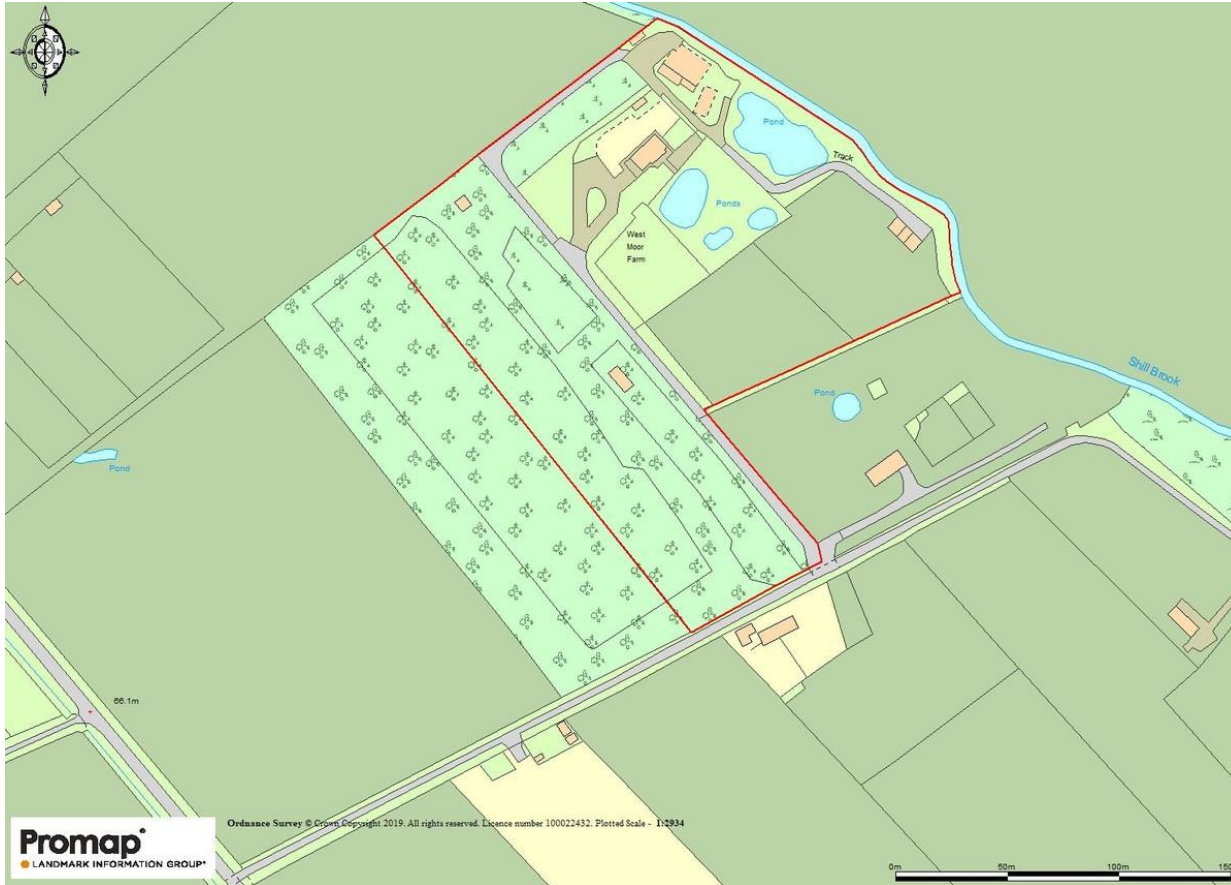 Pond
Track
Ponds
West
Moor
Farm
Shill Brook
Pond
Pond
66.1m
Promap
LANDMARK INFORMATION GROUP
Ordnance Survey © Crown Copyright 2019. All rights reserved. Licence number 100022432. Plotted Scale - 1:2934
0m 50m 100m 150